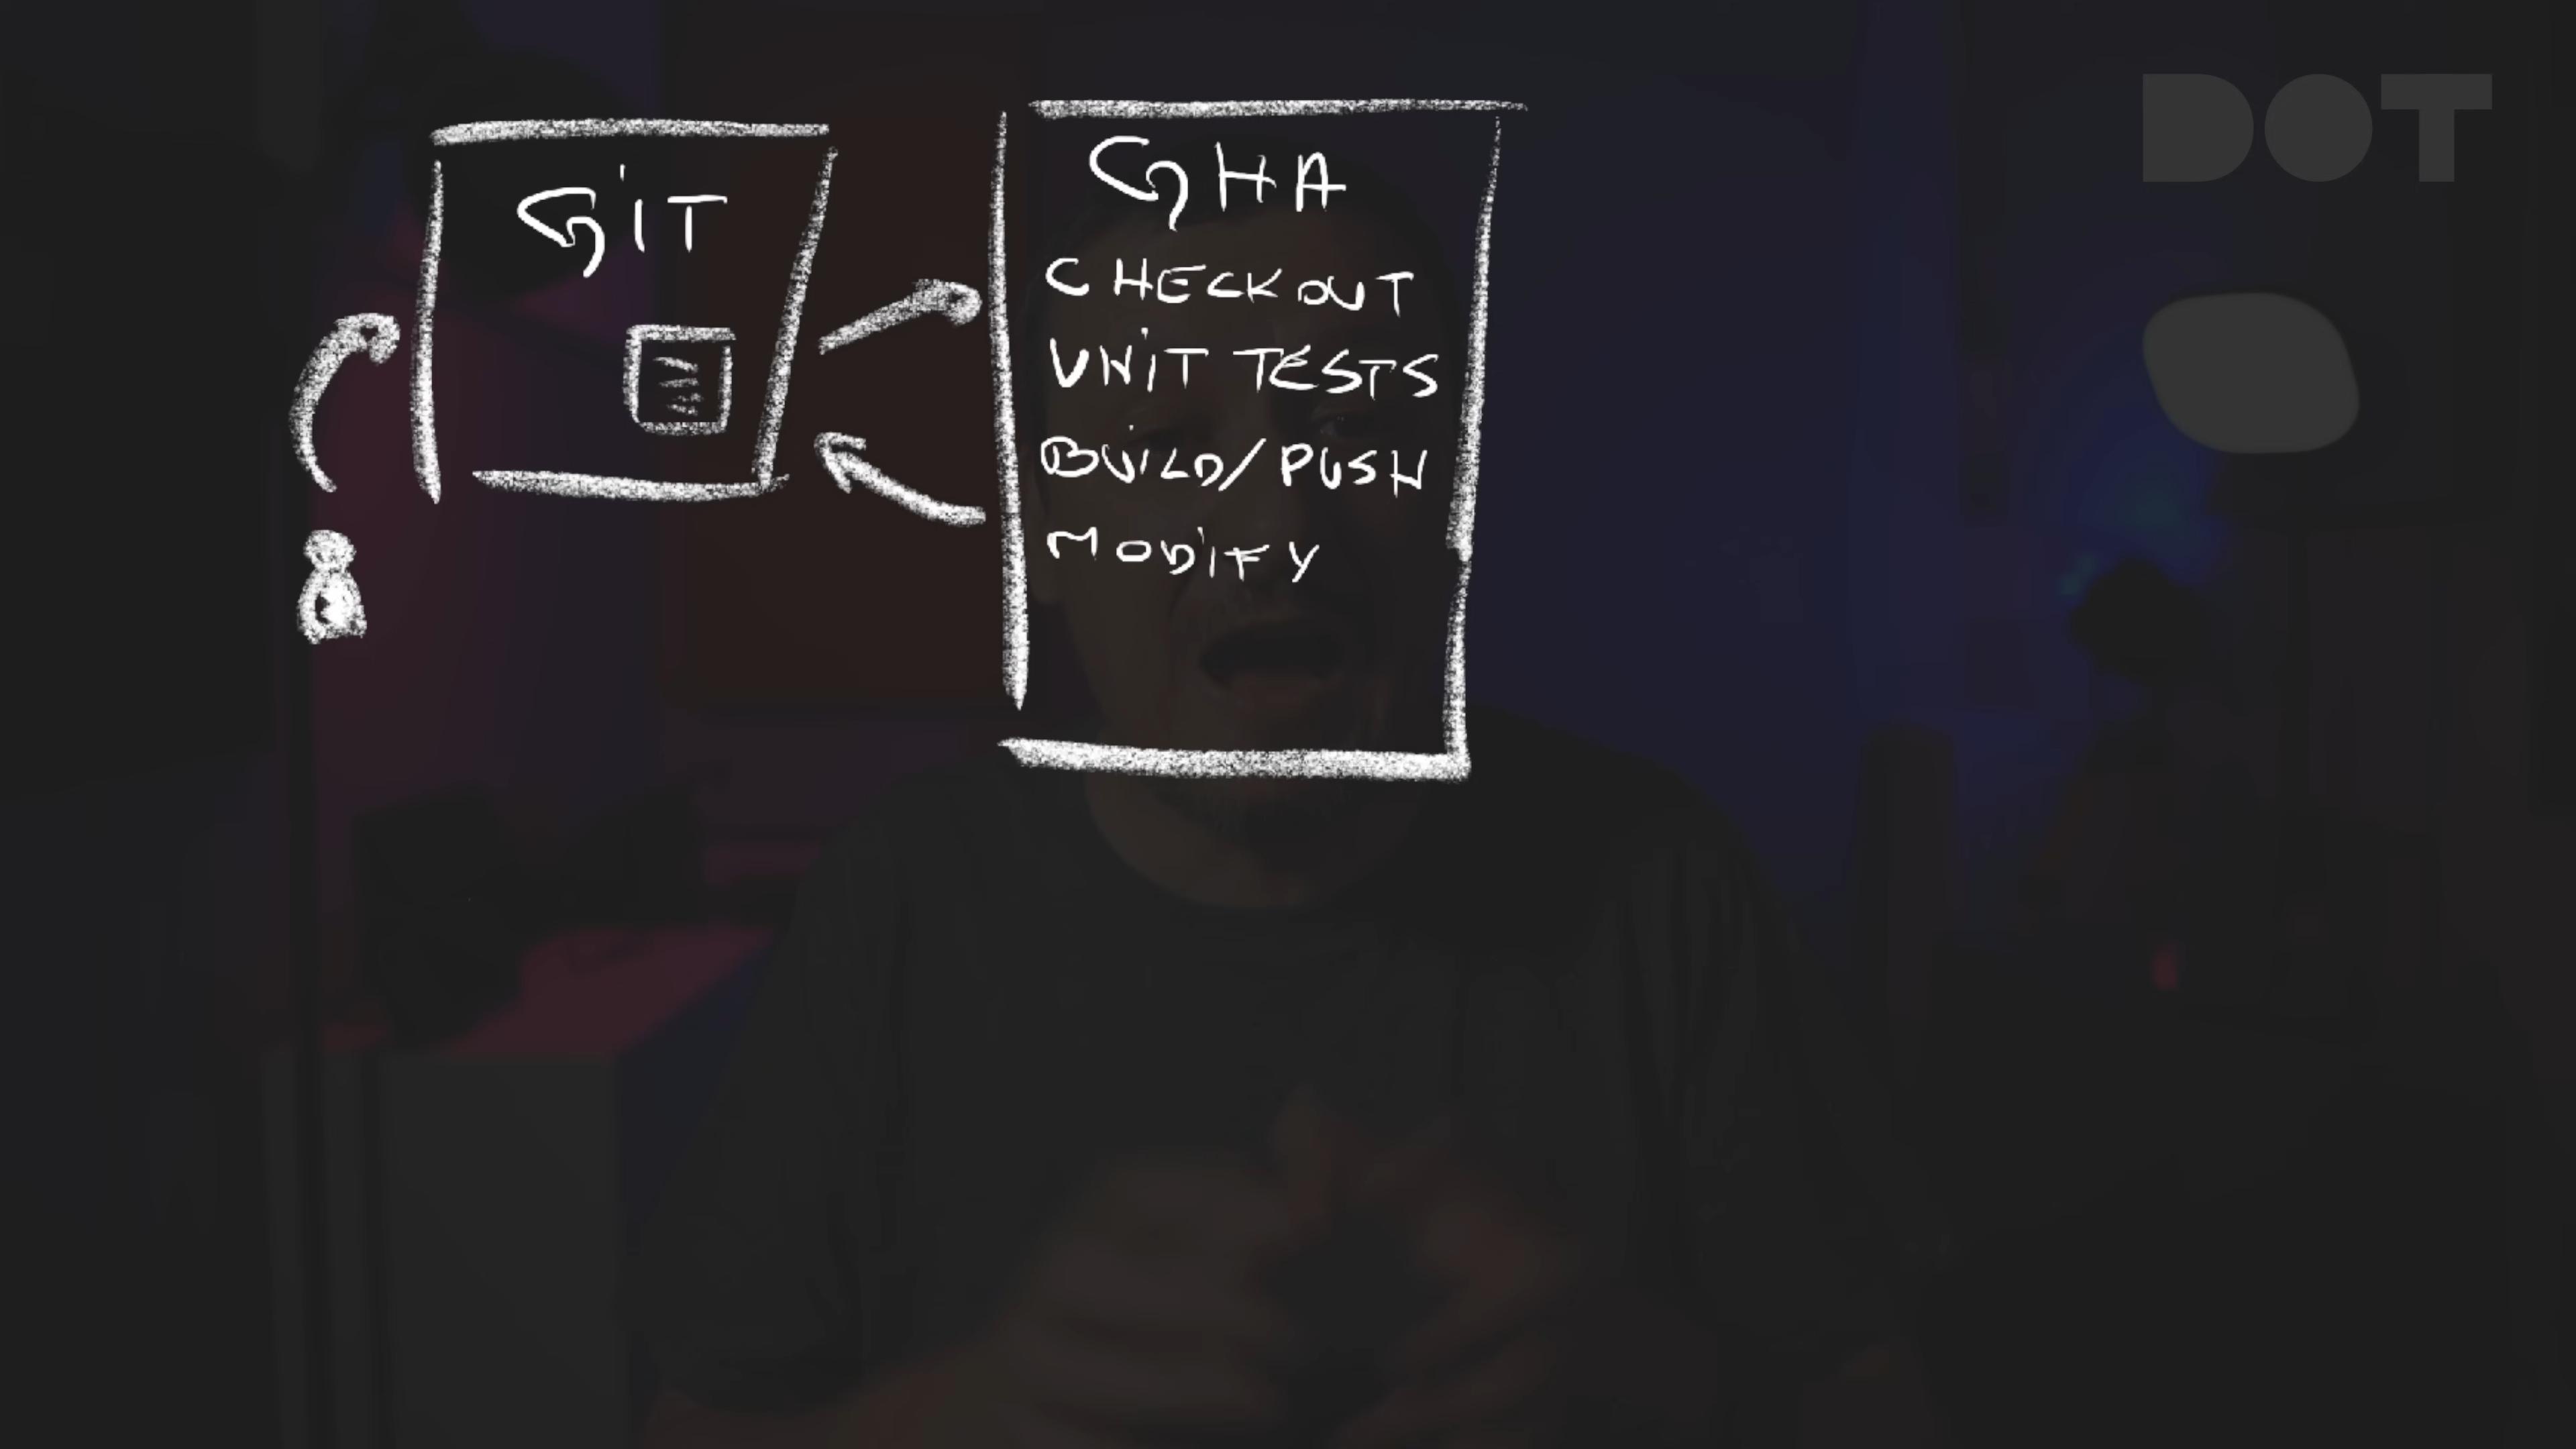 DOT
GiT
GHA
CHECKOUT
UNiT TESTS
BUiLD/PUSH
MODiFY